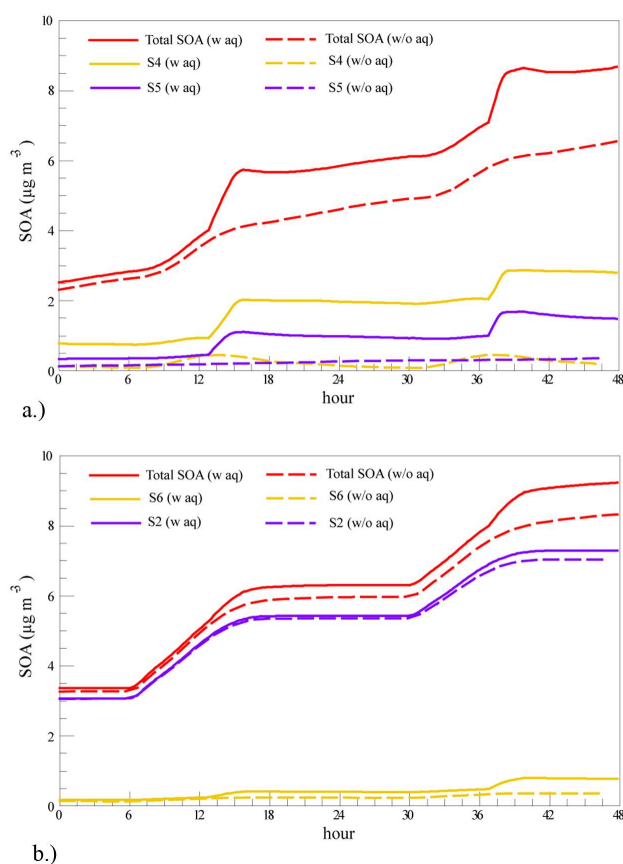 10
8
6
4
2
0
SOA (µg m⁻³)
Total SOA (w aq)
Total SOA (w/o aq)
S4 (w aq)
S4 (w/o aq)
S5 (w aq)
S5 (w/o aq)
0 6 12 18 24 30 36 42 48
hour
a.)
10
8
6
4
2
0
SOA (µg m⁻³)
Total SOA (w aq)
Total SOA (w/o aq)
S6 (w aq)
S6 (w/o aq)
S2 (w aq)
S2 (w/o aq)
0 6 12 18 24 30 36 42 48
hour
b.)